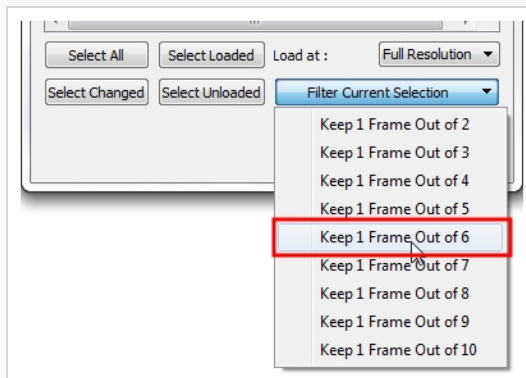 Select All Select Loaded Load at : Full Resolution
Select Changed Select Unloaded Filter Current Selection
Keep 1 Frame Out of 2
Keep 1 Frame Out of 3
Keep 1 Frame Out of 4
Keep 1 Frame Out of 5
Keep 1 Frame Out of 6
Keep 1 Frame Out of 7
Keep 1 Frame Out of 8
Keep 1 Frame Out of 9
Keep 1 Frame Out of 10